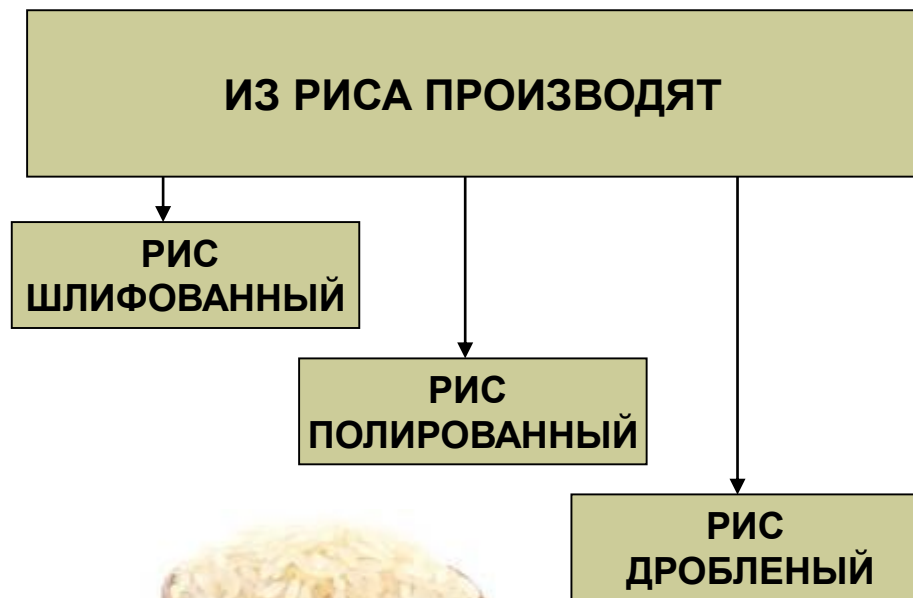 ИЗ РИСА ПРОИЗВОДЯТ
РИС
ШЛИФОВАННЫЙ
РИС
ПОЛИРОВАННЫЙ
РИС
ДРОБЛЕНЫЙ